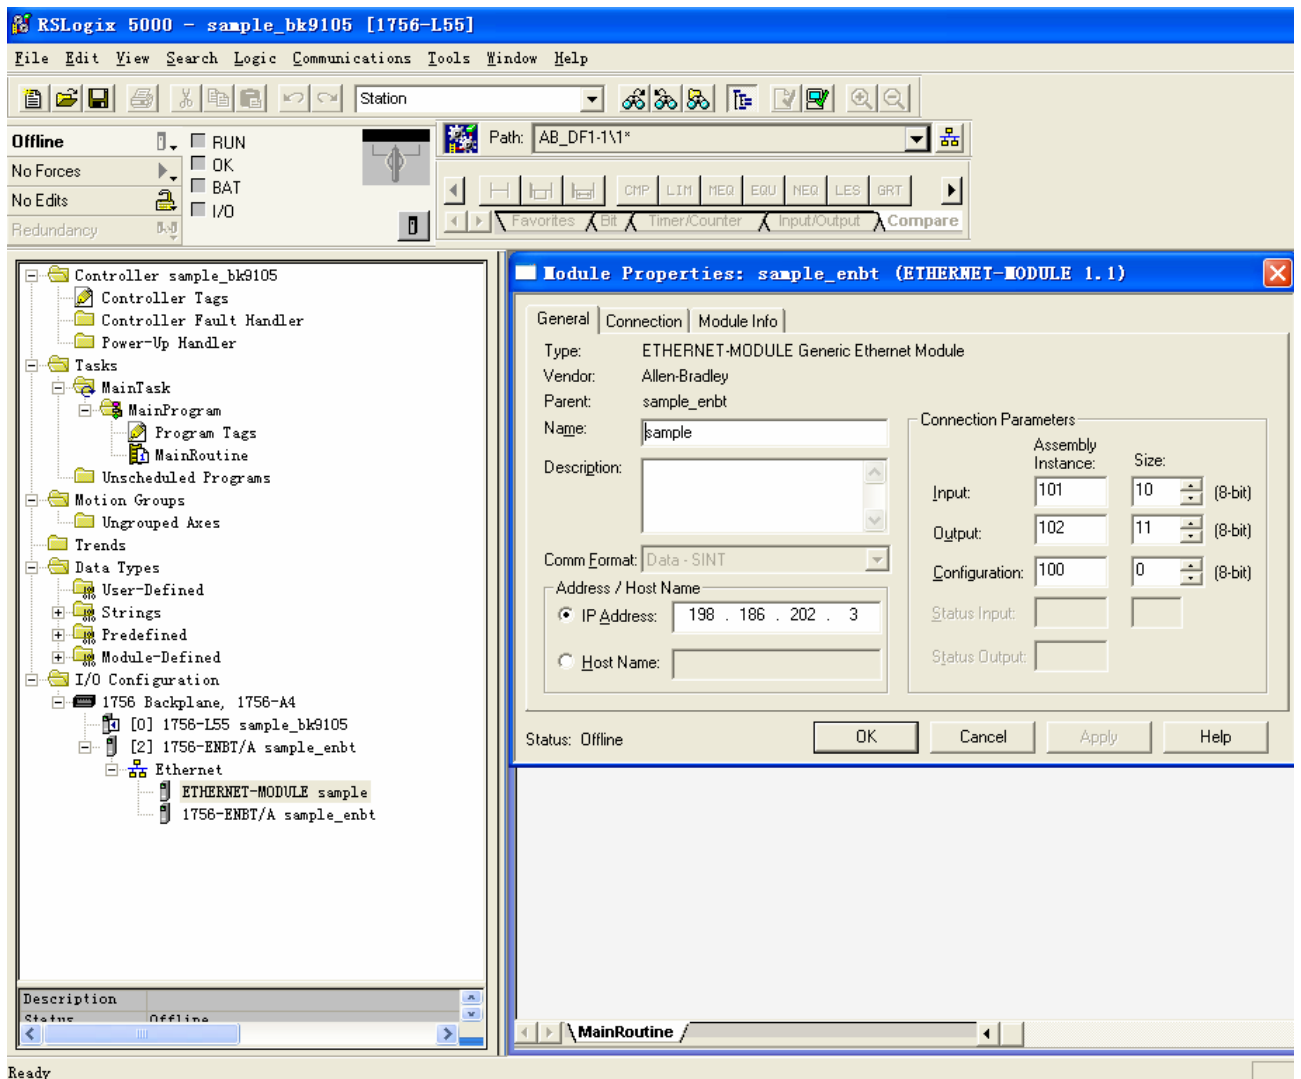 RSLogix 5000 - sample_bk9105 [1756-L55]
File Edit View Search Logic Communications Tools Window Help
Station
Offline
RUN
No Forces
OK
BAT
No Edits
I/O
Redundancy
Path: AB_DF1-1\1*
CMP LIM MEQ EQU NEQ LES GRT
Favorites Bit Timer/Counter Input/Output Compare
Controller sample_bk9105
Controller Tags
Controller Fault Handler
Power-Up Handler
Tasks
MainTask
MainProgram
Program Tags
MainRoutine
Unscheduled Programs
Motion Groups
Ungrouped Axes
Trends
Data Types
User-Defined
Strings
Predefined
Module-Defined
I/O Configuration
1756 Backplane, 1756-A4
[0] 1756-L55 sample_bk9105
[2] 1756-ENBT/A sample_enbt
Ethernet
ETHERNET-MODULE sample
1756-ENBT/A sample_enbt
Description
Status Offline
Module Properties: sample_enbt (ETHERNET-MODULE 1.1)
General Connection Module Info
Type: ETHERNET-MODULE Generic Ethernet Module
Vendor: Allen-Bradley
Parent: sample_enbt
Name: sample
Description:
Comm Format: Data - SINT
Address / Host Name
IP Address: 198 . 186 . 202 . 3
Host Name:
Connection Parameters
Assembly
Instance: Size:
Input: 101 10 (8-bit)
Output: 102 11 (8-bit)
Configuration: 100 0 (8-bit)
Status Input:
Status Output:
Status: Offline
OK Cancel Apply Help
MainRoutine
Ready